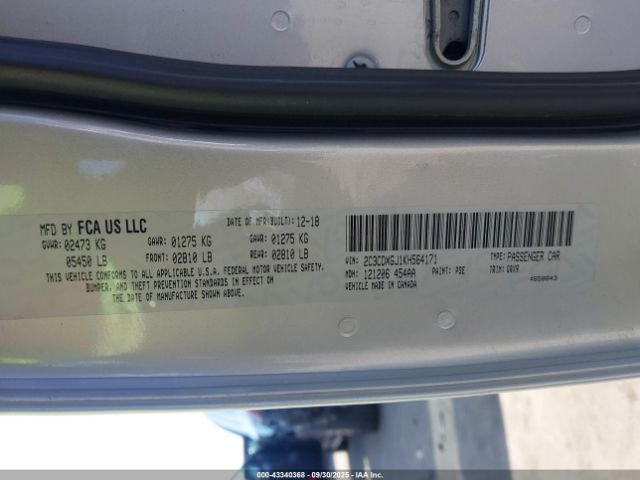 MFD BY FCA US LLC
DATE OF MFR(BUILT): 12-18
GVWR: 02473 KG
GAWR: 01275 KG
GAWR: 01275 KG
05450 LB
FRONT: 02810 LB
REAR: 02810 LB
THIS VEHICLE CONFORMS TO ALL APPLICABLE U.S.A. FEDERAL MOTOR VEHICLE SAFETY,
BUMPER, AND THEFT PREVENTION STANDARDS IN EFFECT ON
THE DATE OF MANUFACTURE SHOWN ABOVE.
VIN: 2C3CDXGJ1KH564171
TYPE: PASSENGER CAR
MDH: 121206 454AA
PAINT: PSE
TRIM: DRX9
VEHICLE MADE IN CANADA
4650843
000-43340368 - 09/30/2025 - IAA Inc.